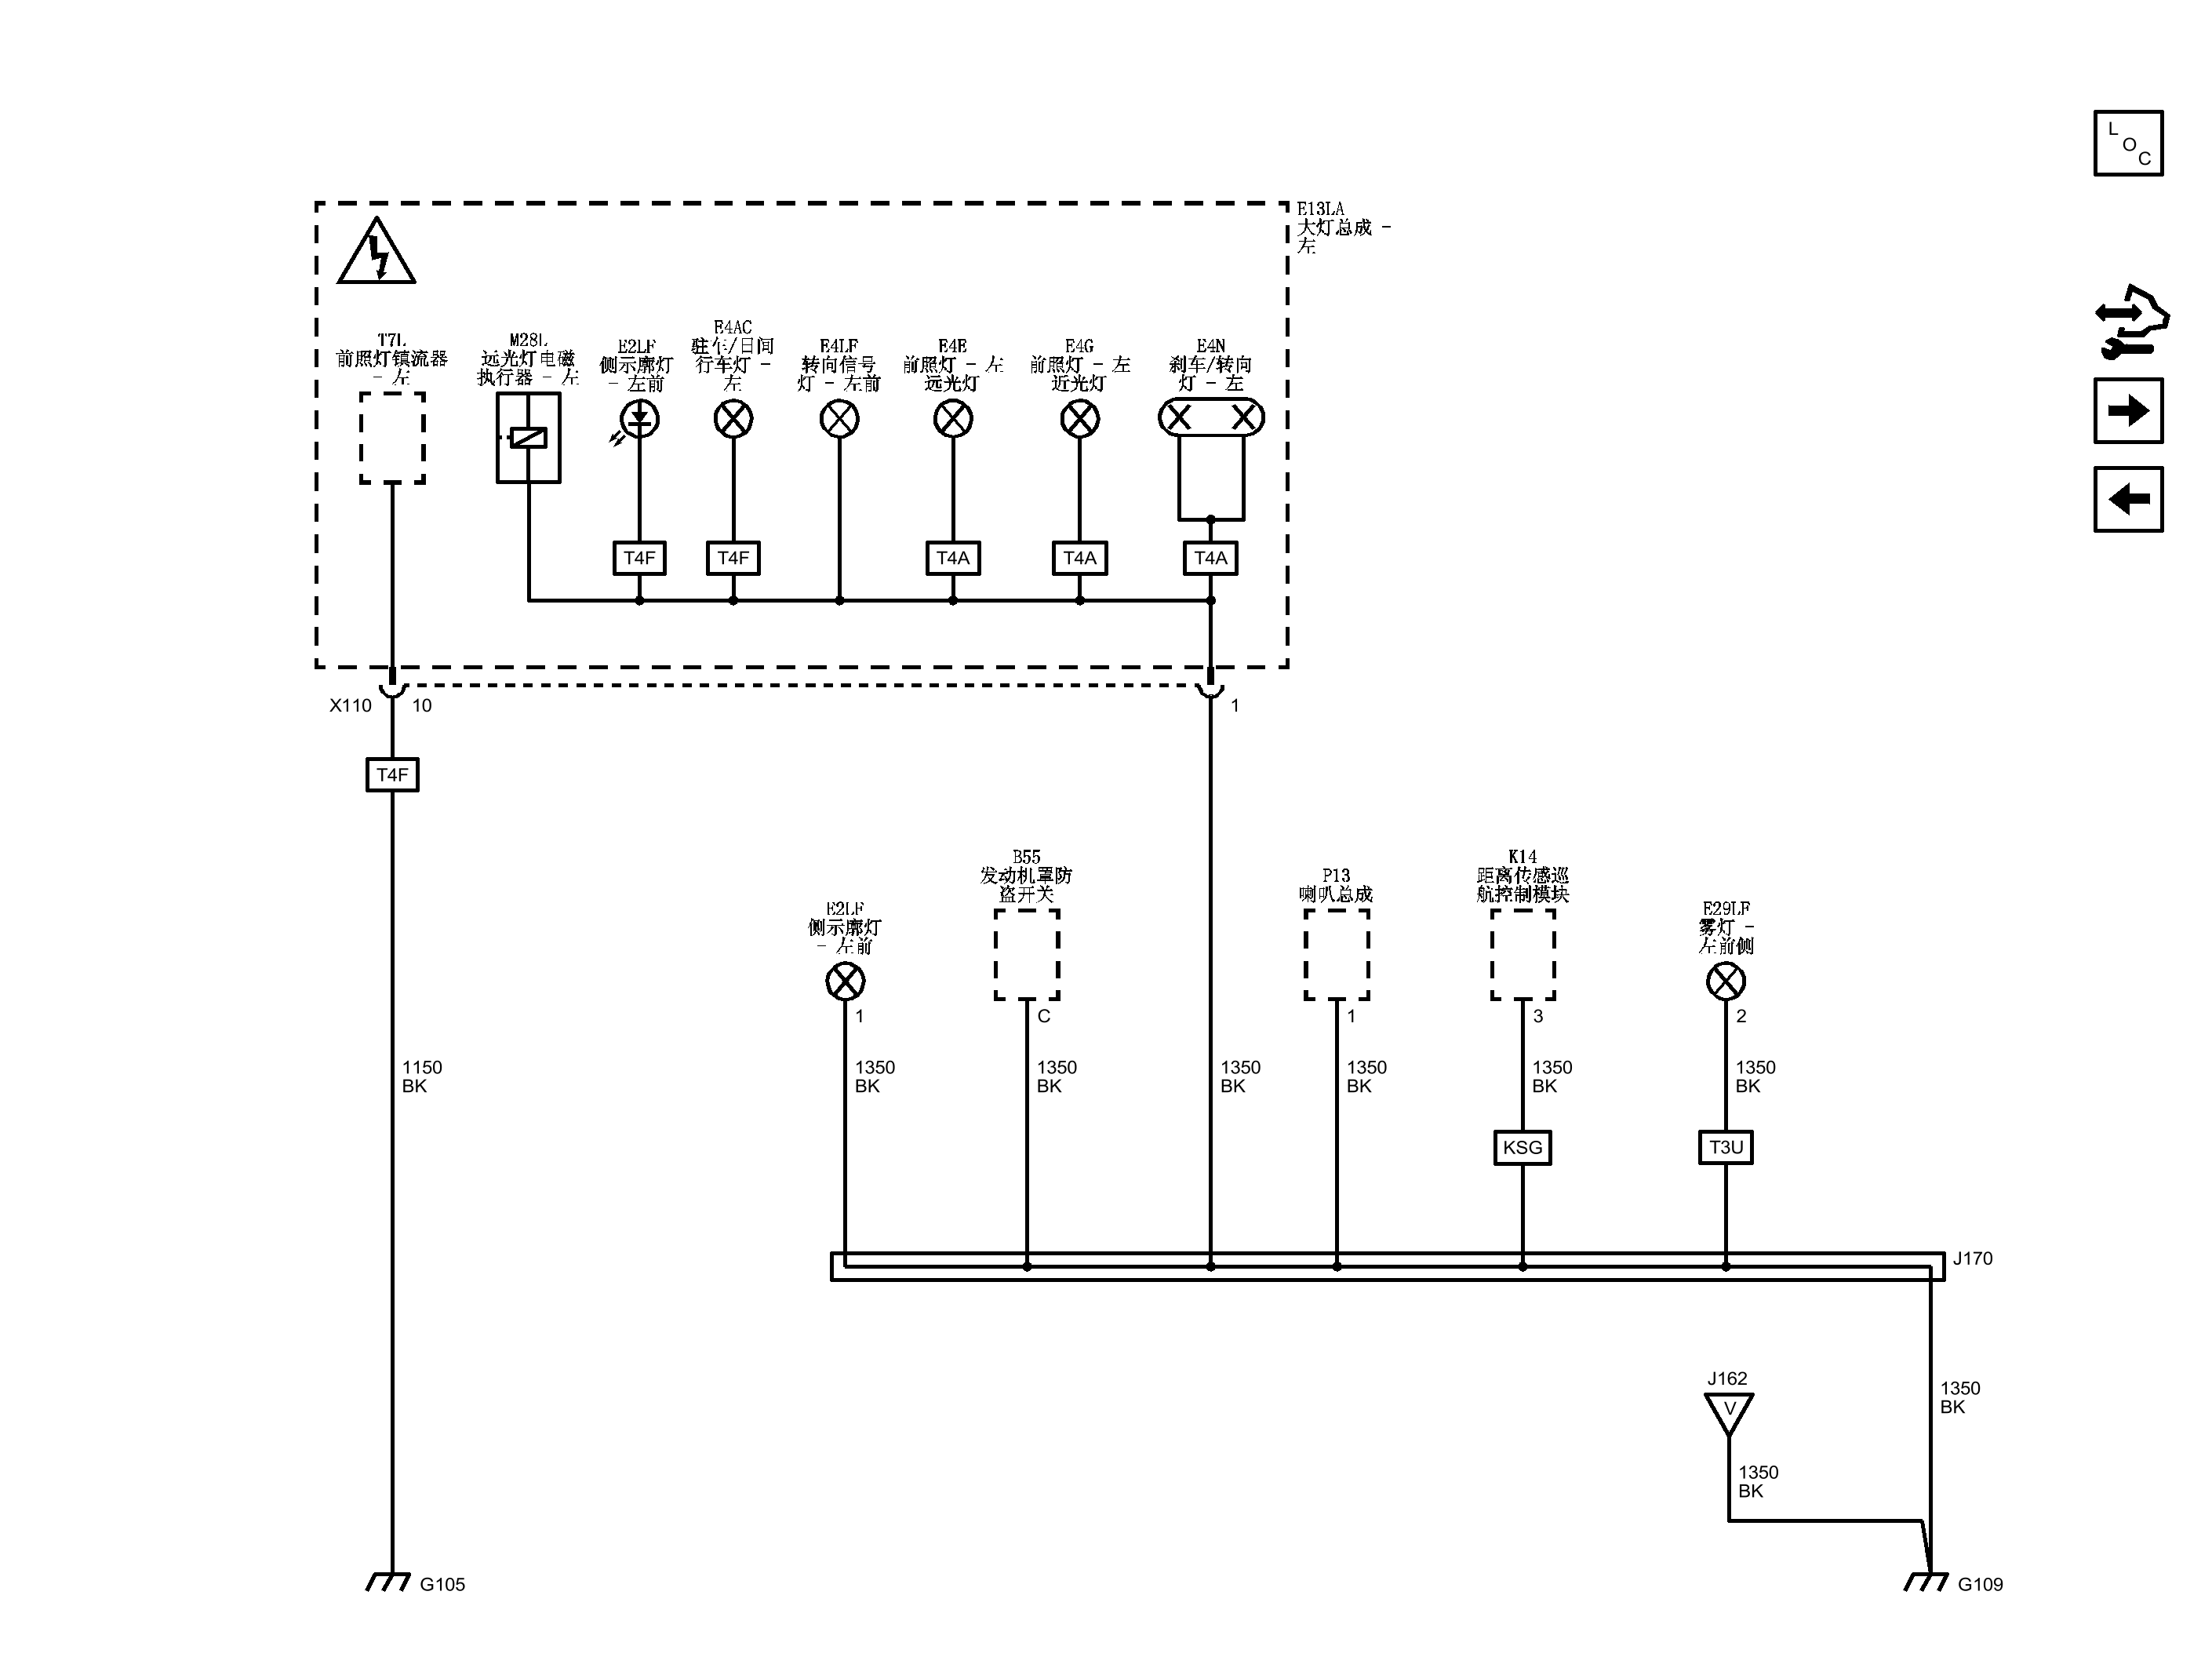 L
O
C
E13LA
大灯总成 -
左
T7L
前照灯镇流器
- 左
M28L
远光灯电磁
执行器 - 左
E2LF
侧示廓灯
- 左前
E4AC
驻车/日间
行车灯 -
左
E4LF
转向信号
灯 - 左前
E4E
前照灯 - 左
远光灯
E4G
前照灯 - 左
近光灯
E4N
刹车/转向
灯 - 左
T4F
T4F
T4A
T4A
T4A
X110
10
1
T4F
E2LF
侧示廓灯
- 左前
B55
发动机罩防
盗开关
P13
喇叭总成
K14
距离传感巡
航控制模块
E29LF
雾灯 -
左前侧
1
C
1
3
2
1150
BK
1350
BK
1350
BK
1350
BK
1350
BK
1350
BK
1350
BK
KSG
T3U
J170
J162
V
1350
BK
1350
BK
G105
G109